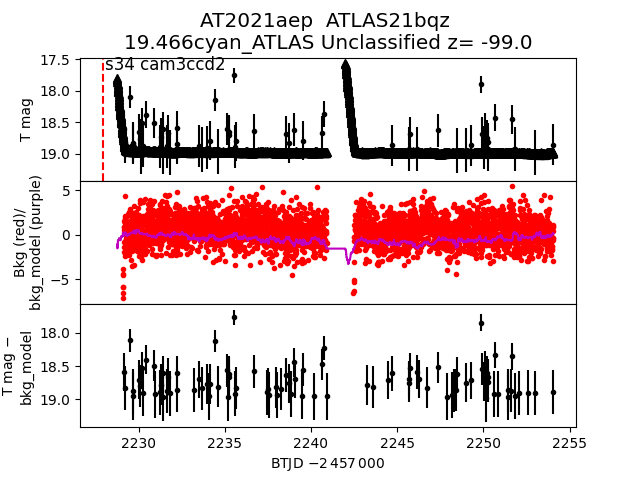 AT2021aep  ATLAS21bqz
19.466cyan_ATLAS Unclassified z= -99.0
s34 cam3ccd2
T mag
17.5
18.0
18.5
19.0
Bkg (red)/
bkg_model (purple)
5
0
−5
T mag −
bkg_model
18.0
18.5
19.0
2230 2235 2240 2245 2250 2255
BTJD −2 457 000